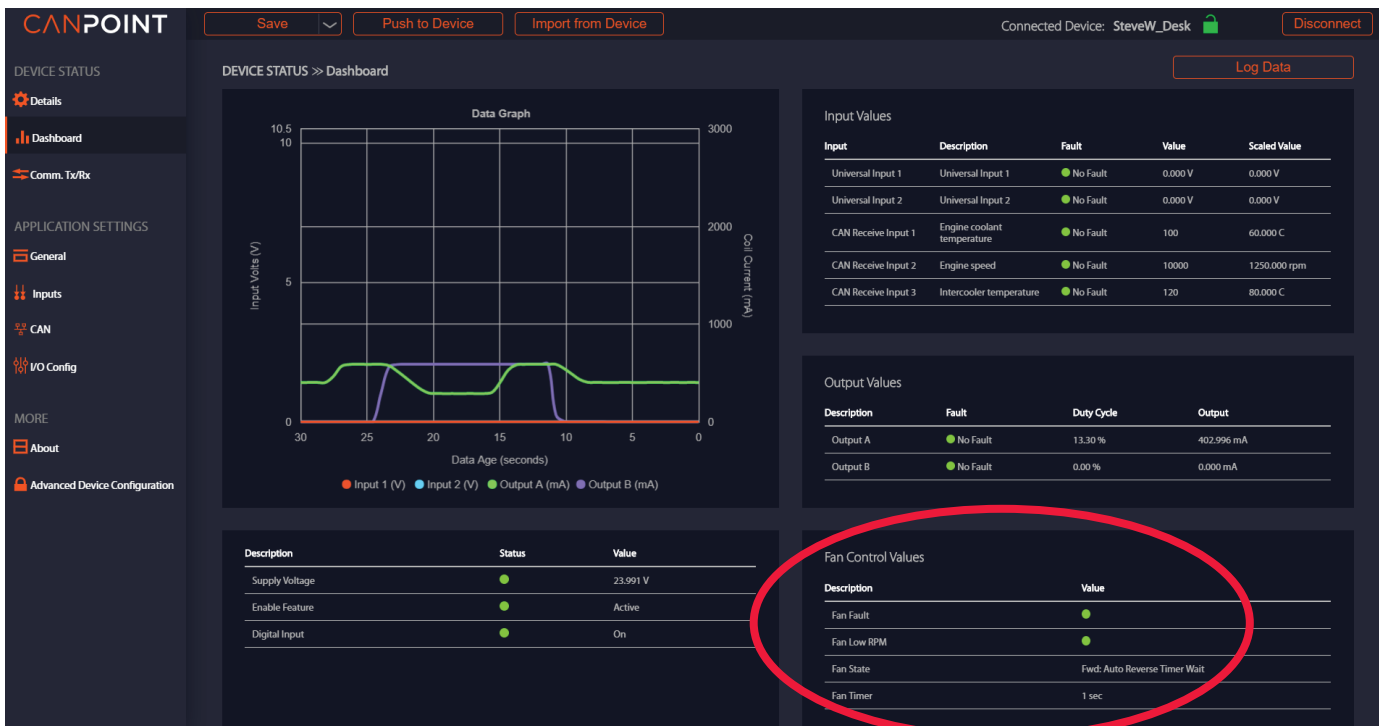 CANPOINT
Save
Push to Device
Import from Device
Connected Device: SteveW_Desk
Disconnect
DEVICE STATUS
Details
Dashboard
Comm. Tx/Rx
APPLICATION SETTINGS
General
Inputs
CAN
I/O Config
MORE
About
Advanced Device Configuration
DEVICE STATUS ≫ Dashboard
Log Data
Data Graph
10.5
10
5
0
Input Volts (V)
3000
2000
1000
0
Coil Current (mA)
30 25 20 15 10 5 0
Data Age (seconds)
Input 1 (V) Input 2 (V) Output A (mA) Output B (mA)
Input Values
Input Description Fault Value Scaled Value
Universal Input 1 Universal Input 1 No Fault 0.000 V 0.000 V
Universal Input 2 Universal Input 2 No Fault 0.000 V 0.000 V
CAN Receive Input 1 Engine coolant temperature No Fault 100 60.000 C
CAN Receive Input 2 Engine speed No Fault 10000 1250.000 rpm
CAN Receive Input 3 Intercooler temperature No Fault 120 80.000 C
Output Values
Description Fault Duty Cycle Output
Output A No Fault 13.30 % 402.996 mA
Output B No Fault 0.00 % 0.000 mA
Description Status Value
Supply Voltage 23.991 V
Enable Feature Active
Digital Input On
Fan Control Values
Description Value
Fan Fault
Fan Low RPM
Fan State Fwd: Auto Reverse Timer Wait
Fan Timer 1 sec